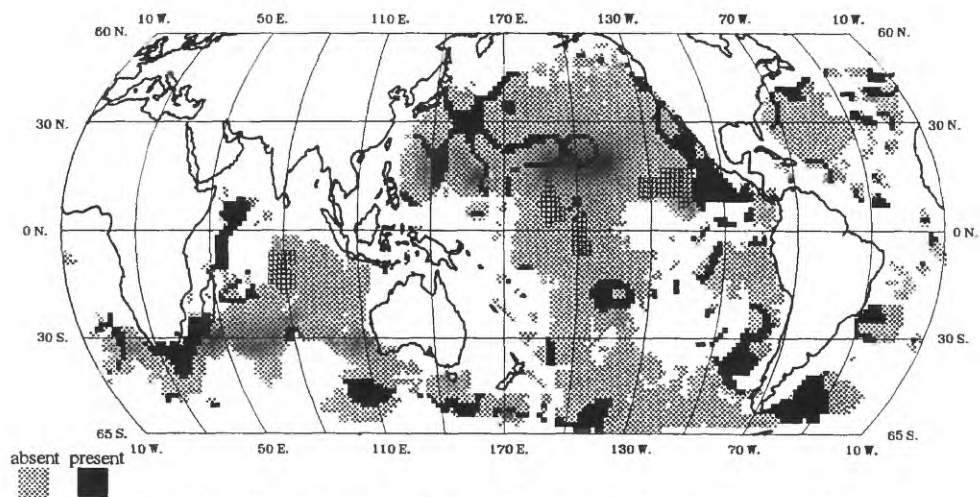 10 W. 50 E. 110 E. 170 E. 130 W. 70 W. 10 W.
60 N. 60 N.
30 N. 30 N.
0 N. 0 N.
30 S. 30 S.
65 S. 65 S.
10 W. 50 E. 110 E. 170 E. 130 W. 70 W. 10 W.
absent present